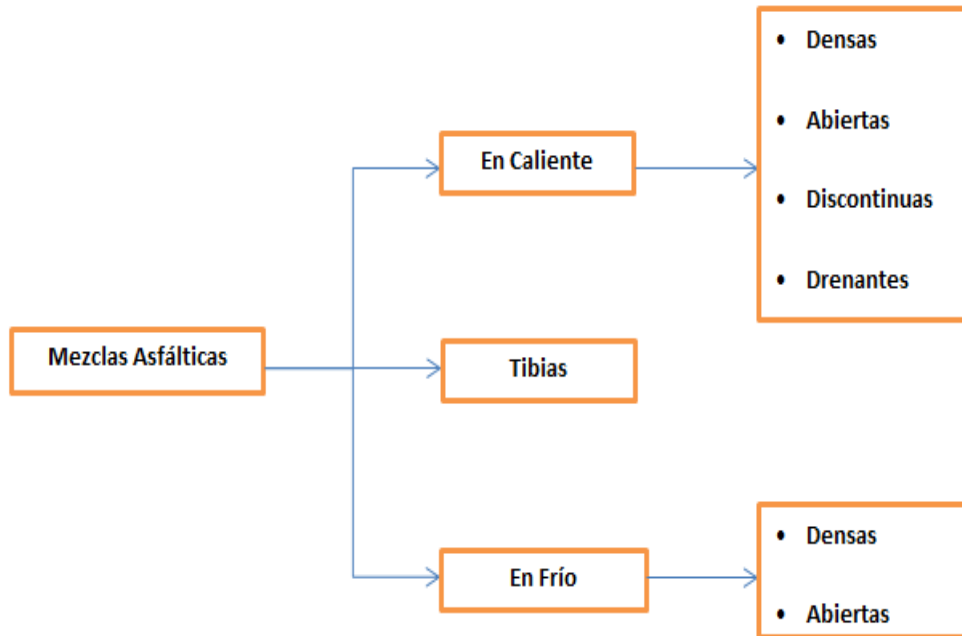 Mezclas Asfálticas
En Caliente
• Densas
• Abiertas
• Discontinuas
• Drenantes
Tibias
En Frío
• Densas
• Abiertas